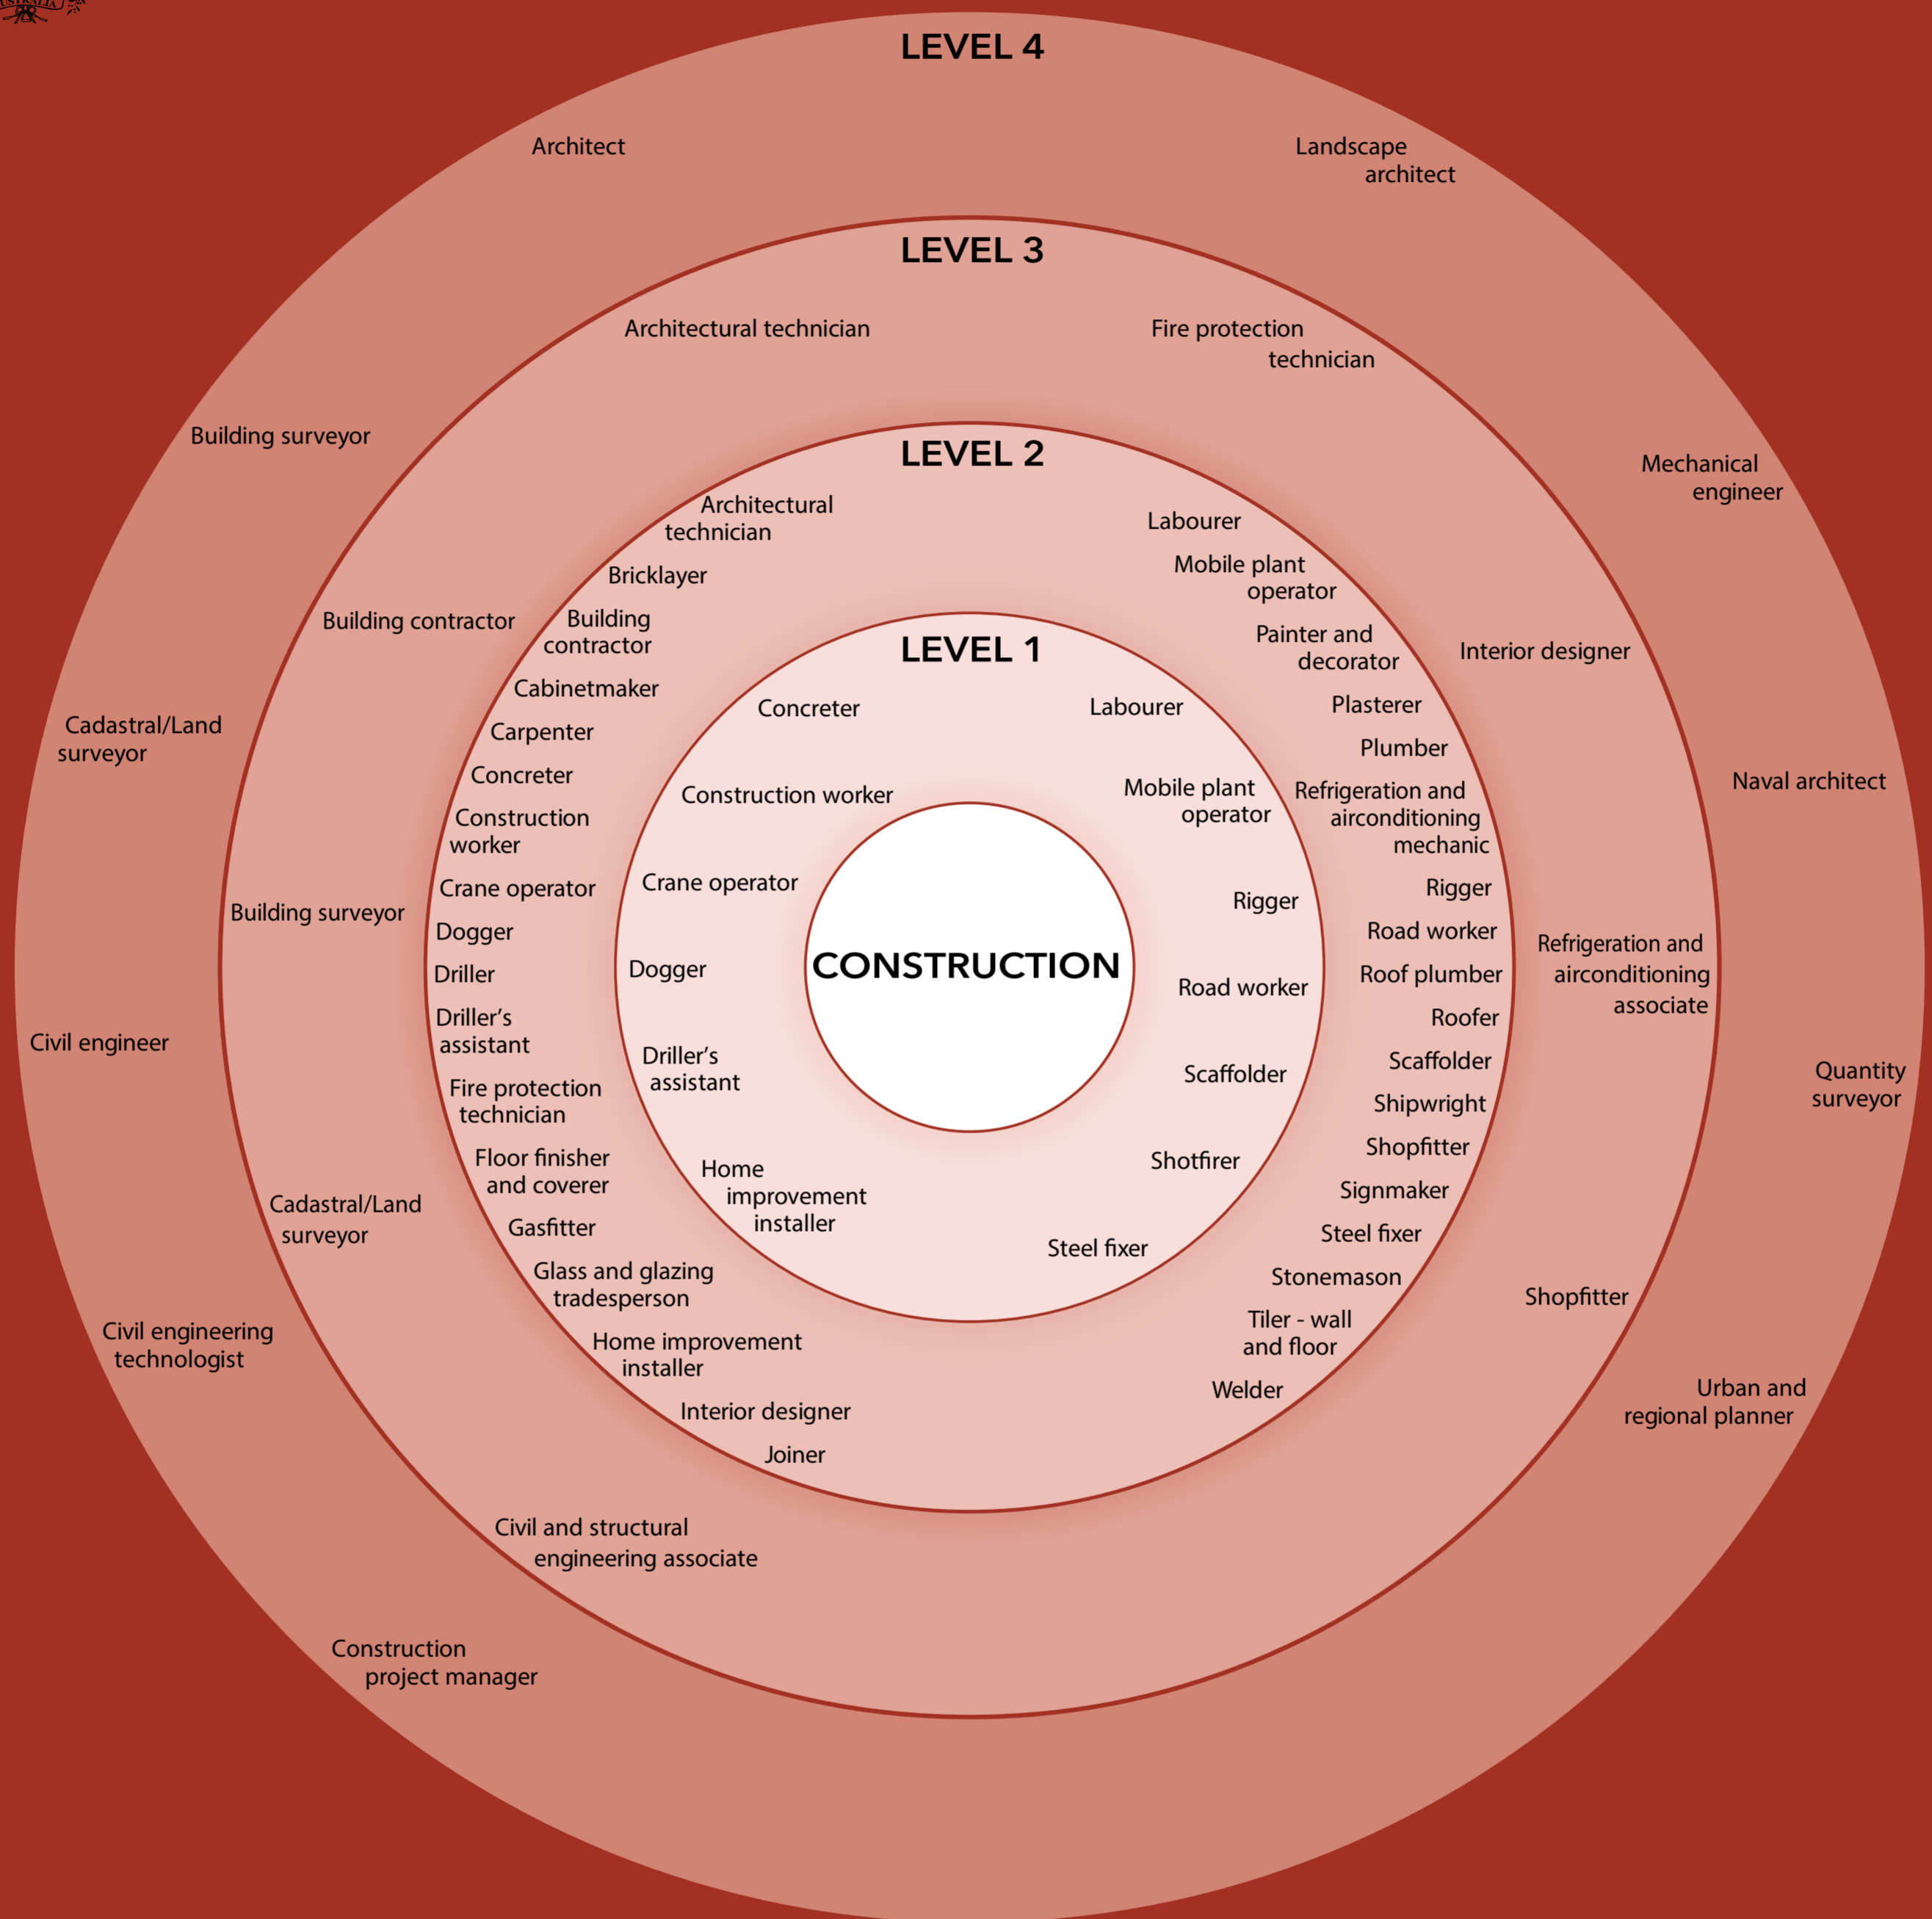 USTRALIA
LEVEL 4
Architect
Building surveyor
Cadastral/Land
surveyor
Civil engineer
Civil engineering
technologist
Construction
project manager
Landscape
architect
Mechanical
engineer
Naval architect
Quantity
surveyor
Urban and
regional planner
LEVEL 3
Architectural technician
Building contractor
Building surveyor
Cadastral/Land
surveyor
Civil and structural
engineering associate
Fire protection
technician
Interior designer
Refrigeration and
airconditioning
associate
Shopfitter
LEVEL 2
Architectural
technician
Bricklayer
Building
contractor
Cabinetmaker
Carpenter
Concreter
Construction
worker
Crane operator
Dogger
Driller
Driller’s
assistant
Fire protection
technician
Floor finisher
and coverer
Gasfitter
Glass and glazing
tradesperson
Home improvement
installer
Interior designer
Joiner
Labourer
Mobile plant
operator
Painter and
decorator
Plasterer
Plumber
Refrigeration and
airconditioning
mechanic
Rigger
Road worker
Roof plumber
Roofer
Scaffolder
Shipwright
Shopfitter
Signmaker
Steel fixer
Stonemason
Tiler - wall
and floor
Welder
LEVEL 1
Concreter
Construction worker
Crane operator
Dogger
Driller’s
assistant
Home
improvement
installer
Labourer
Mobile plant
operator
Rigger
Road worker
Scaffolder
Shotfirer
Steel fixer
CONSTRUCTION